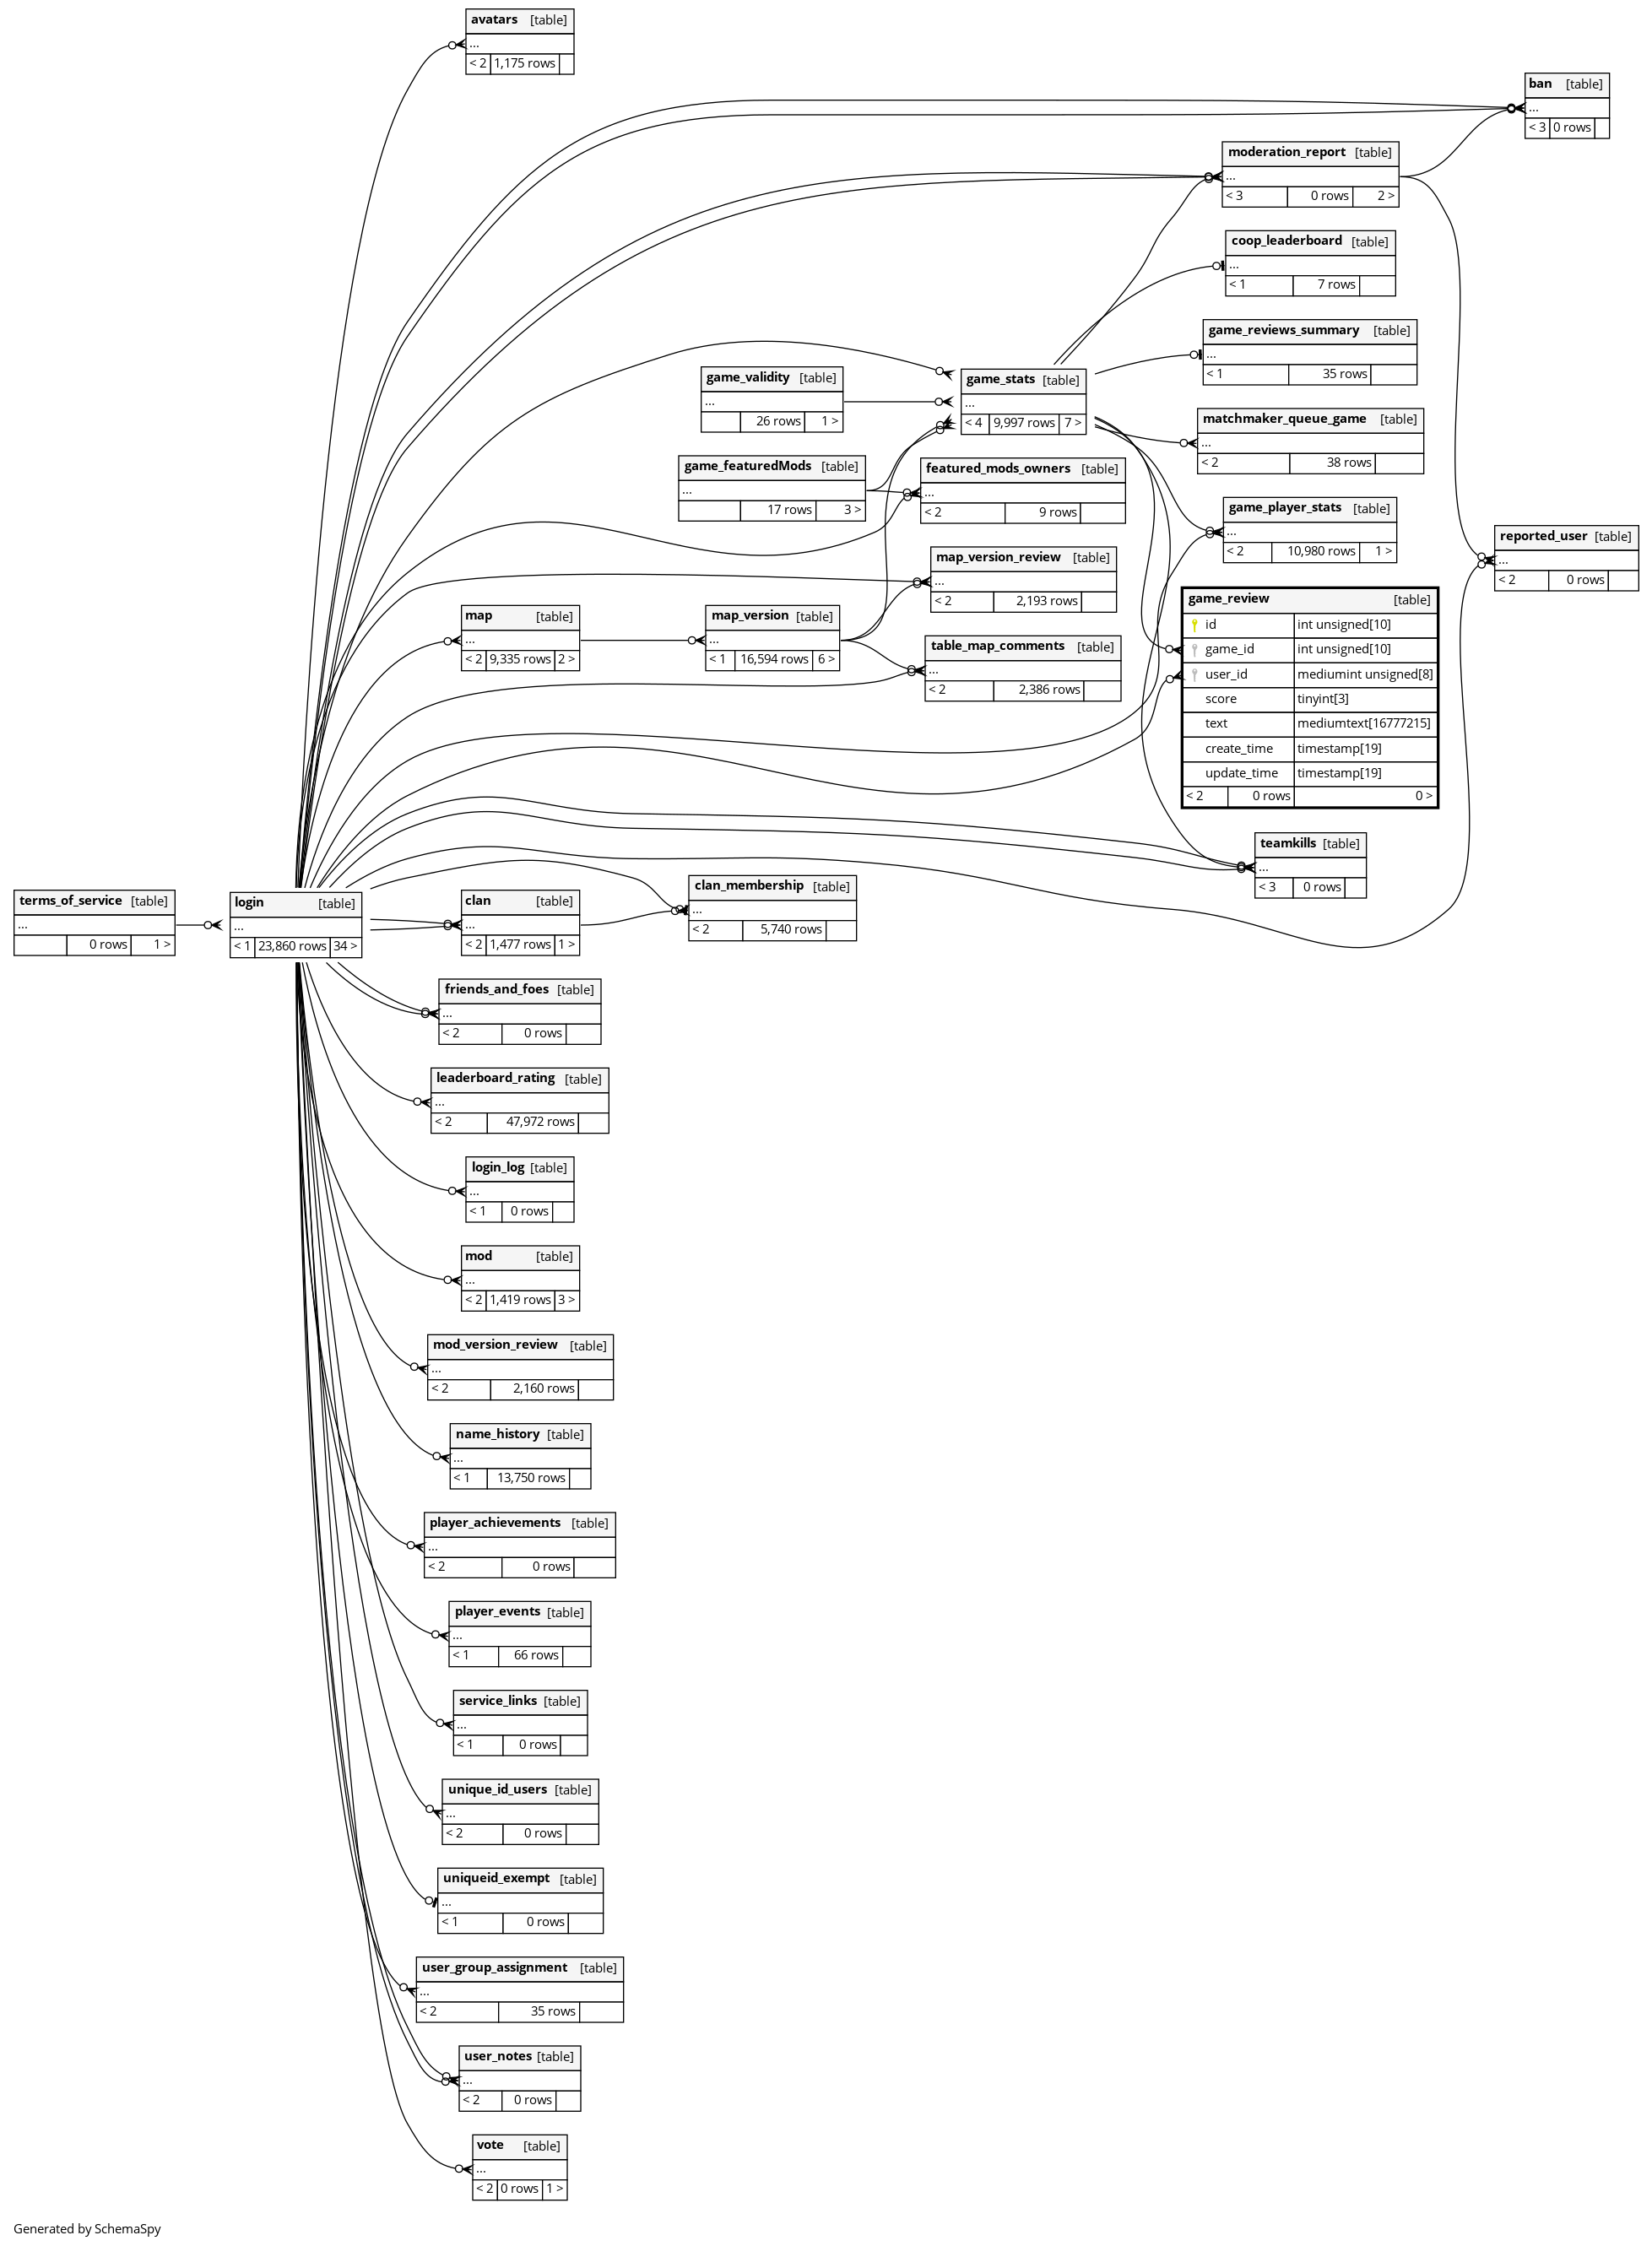 avatars [table]
...
< 2 1,175 rows
ban [table]
...
< 3 0 rows
moderation_report [table]
...
< 3 0 rows 2 >
coop_leaderboard [table]
...
< 1 7 rows
game_reviews_summary [table]
...
< 1 35 rows
game_validity [table]
...
26 rows 1 >
game_stats [table]
...
< 4 9,997 rows 7 >
matchmaker_queue_game [table]
...
< 2 38 rows
game_featuredMods [table]
...
17 rows 3 >
featured_mods_owners [table]
...
< 2 9 rows
game_player_stats [table]
...
< 2 10,980 rows 1 >
reported_user [table]
...
< 2 0 rows
map_version_review [table]
...
< 2 2,193 rows
game_review [table]
id int unsigned[10]
game_id int unsigned[10]
user_id mediumint unsigned[8]
score tinyint[3]
text mediumtext[16777215]
create_time timestamp[19]
update_time timestamp[19]
< 2 0 rows 0 >
map [table]
...
< 2 9,335 rows 2 >
map_version [table]
...
< 1 16,594 rows 6 >
table_map_comments [table]
...
< 2 2,386 rows
teamkills [table]
...
< 3 0 rows
terms_of_service [table]
...
0 rows 1 >
login [table]
...
< 1 23,860 rows 34 >
clan [table]
...
< 2 1,477 rows 1 >
clan_membership [table]
...
< 2 5,740 rows
friends_and_foes [table]
...
< 2 0 rows
leaderboard_rating [table]
...
< 2 47,972 rows
login_log [table]
...
< 1 0 rows
mod [table]
...
< 2 1,419 rows 3 >
mod_version_review [table]
...
< 2 2,160 rows
name_history [table]
...
< 1 13,750 rows
player_achievements [table]
...
< 2 0 rows
player_events [table]
...
< 1 66 rows
service_links [table]
...
< 1 0 rows
unique_id_users [table]
...
< 2 0 rows
uniqueid_exempt [table]
...
< 1 0 rows
user_group_assignment [table]
...
< 2 35 rows
user_notes [table]
...
< 2 0 rows
vote [table]
...
< 2 0 rows 1 >
Generated by SchemaSpy